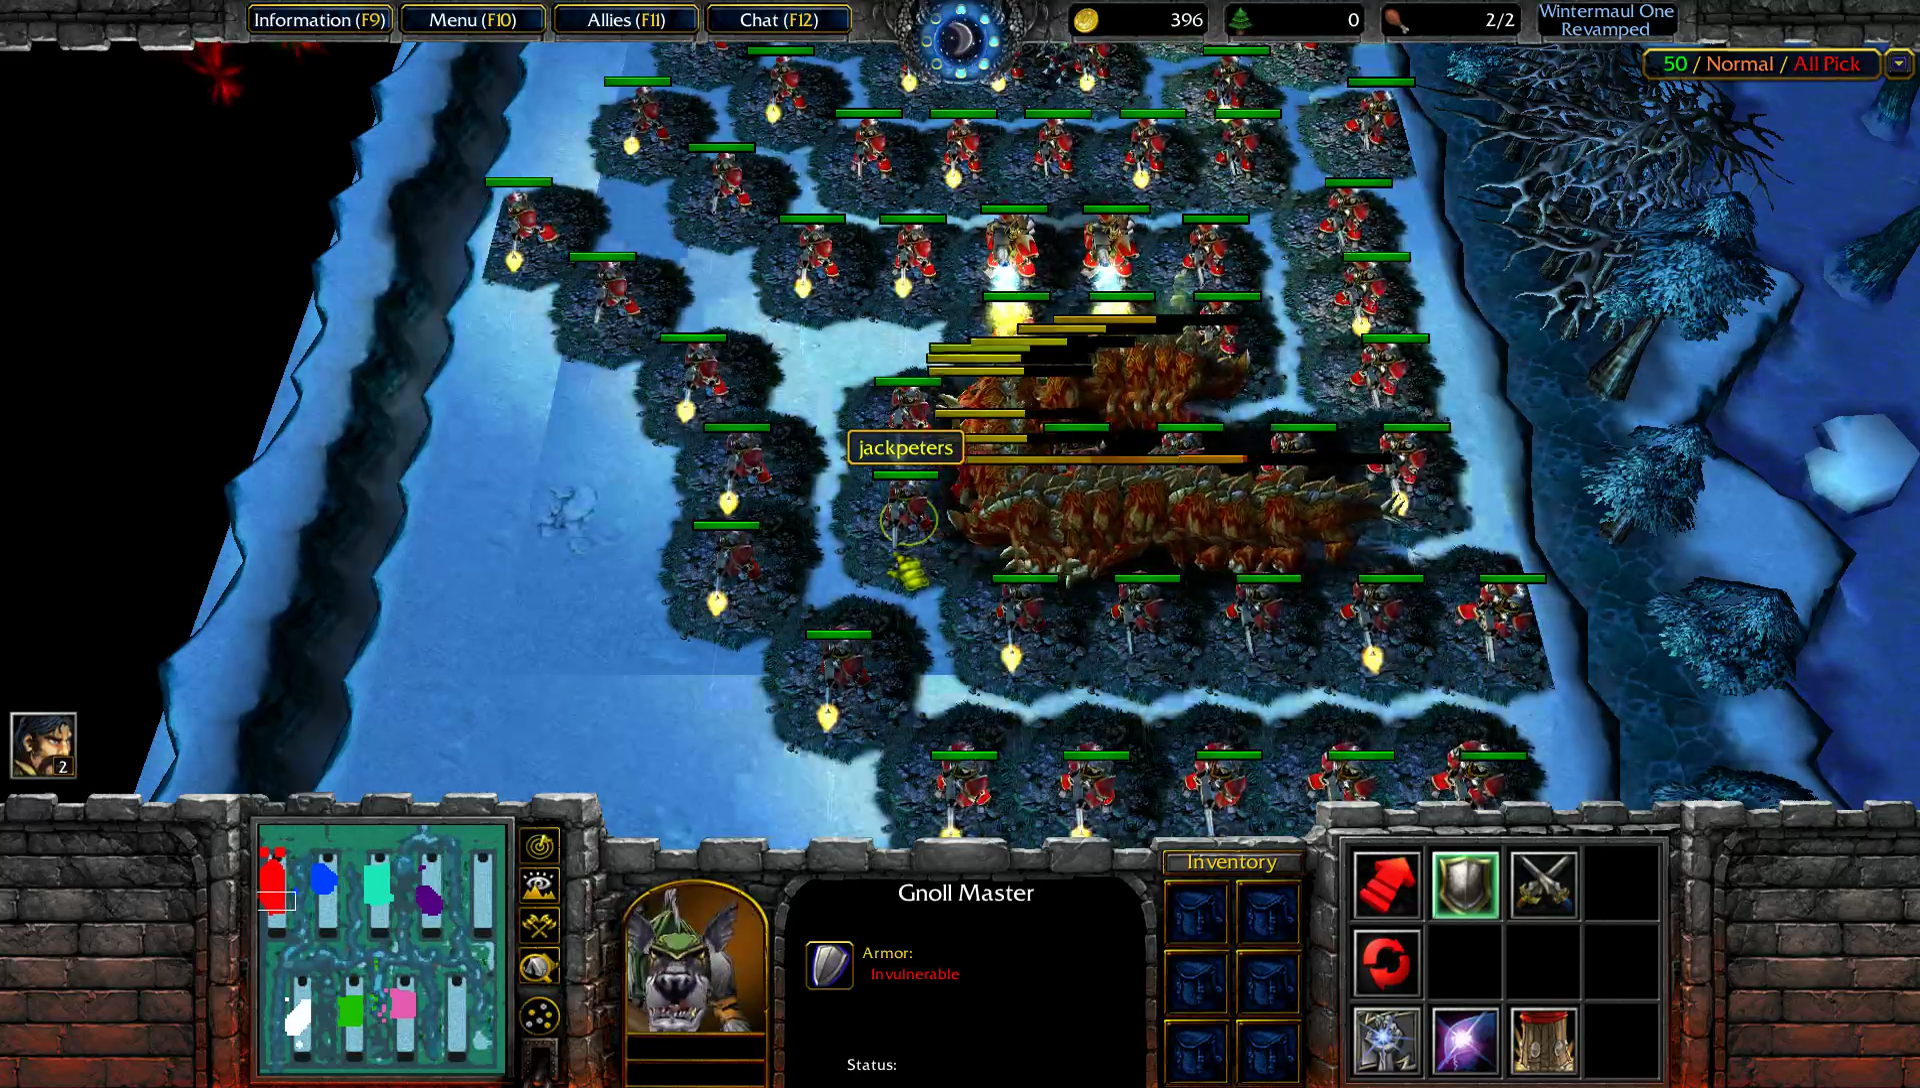 Information (F9)
Menu (F10)
Allies (F11)
Chat (F12)
396
0
2/2
Wintermaul One
Revamped
50 / Normal / All Pick
jackpeters
2
Gnoll Master
Armor:
Invulnerable
Status:
Inventory